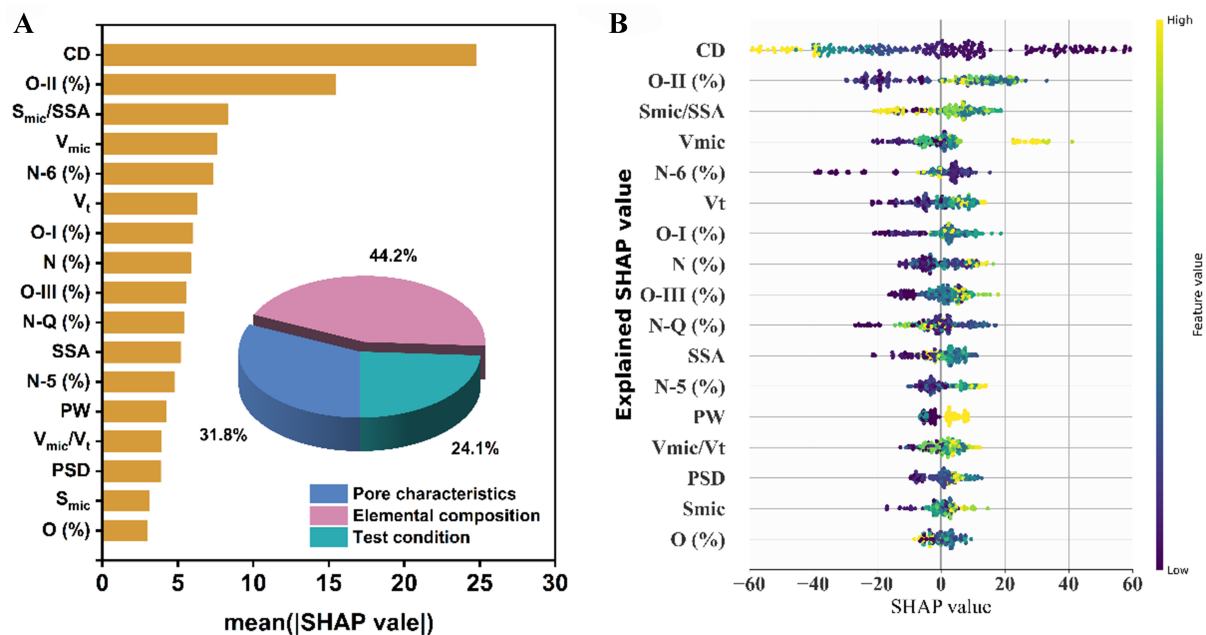 A
CD
O-II (%)
Smic/SSA
Vmic
N-6 (%)
Vt
O-I (%)
N (%)
O-III (%)
N-Q (%)
SSA
N-5 (%)
PW
Vmic/Vt
PSD
Smic
O (%)
44.2%
31.8%
24.1%
Pore characteristics
Elemental composition
Test condition
0 5 10 15 20 25 30
mean(|SHAP vale|)
B
Explained SHAP value
CD
O-II (%)
Smic/SSA
Vmic
N-6 (%)
Vt
O-I (%)
N (%)
O-III (%)
N-Q (%)
SSA
N-5 (%)
PW
Vmic/Vt
PSD
Smic
O (%)
−60 −40 −20 0 20 40 60
SHAP value
High
Feature value
Low